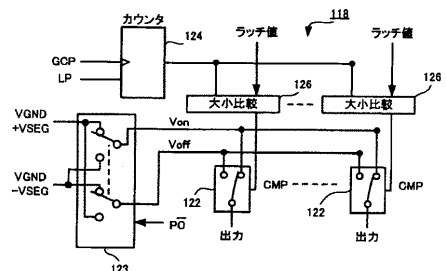 カウンタ
118
ラッチ値
ラッチ値
124
GCP
LP
126
126
大小比較
大小比較
VGND
+VSEG
Von
Voff
VGND
-VSEG
122
CMP
122
CMP
PO
出力
出力
123